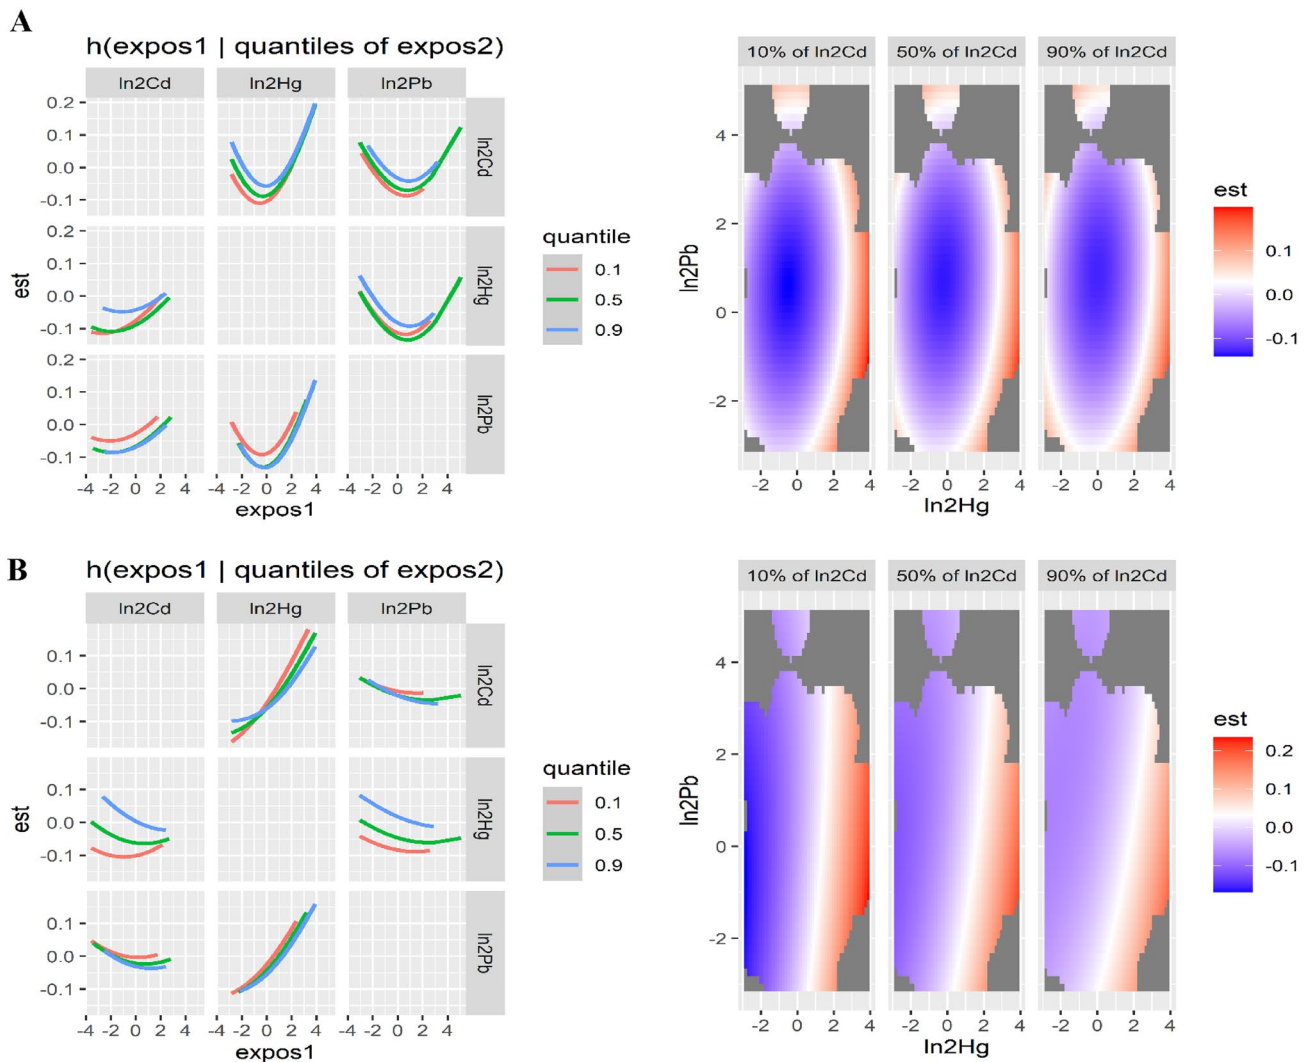 A
h(expos1 | quantiles of expos2)
ln2Cd ln2Hg ln2Pb
0.2
0.1
0.0
-0.1
ln2Cd
0.2
0.1
0.0
-0.1
ln2Hg
0.2
0.1
0.0
-0.1
ln2Pb
est
-4 -2 0 2 4 -4 -2 0 2 4 -4 -2 0 2 4
expos1
quantile
0.1
0.5
0.9
10% of ln2Cd 50% of ln2Cd 90% of ln2Cd
4
2
0
-2
ln2Pb
-2 0 2 4 -2 0 2 4 -2 0 2 4
ln2Hg
est
0.1
0.0
-0.1
B
h(expos1 | quantiles of expos2)
ln2Cd ln2Hg ln2Pb
0.1
0.0
-0.1
ln2Cd
0.1
0.0
-0.1
ln2Hg
0.1
0.0
-0.1
ln2Pb
est
-4 -2 0 2 4 -4 -2 0 2 4 -4 -2 0 2 4
expos1
quantile
0.1
0.5
0.9
10% of ln2Cd 50% of ln2Cd 90% of ln2Cd
4
2
0
-2
ln2Pb
-2 0 2 4 -2 0 2 4 -2 0 2 4
ln2Hg
est
0.2
0.1
0.0
-0.1